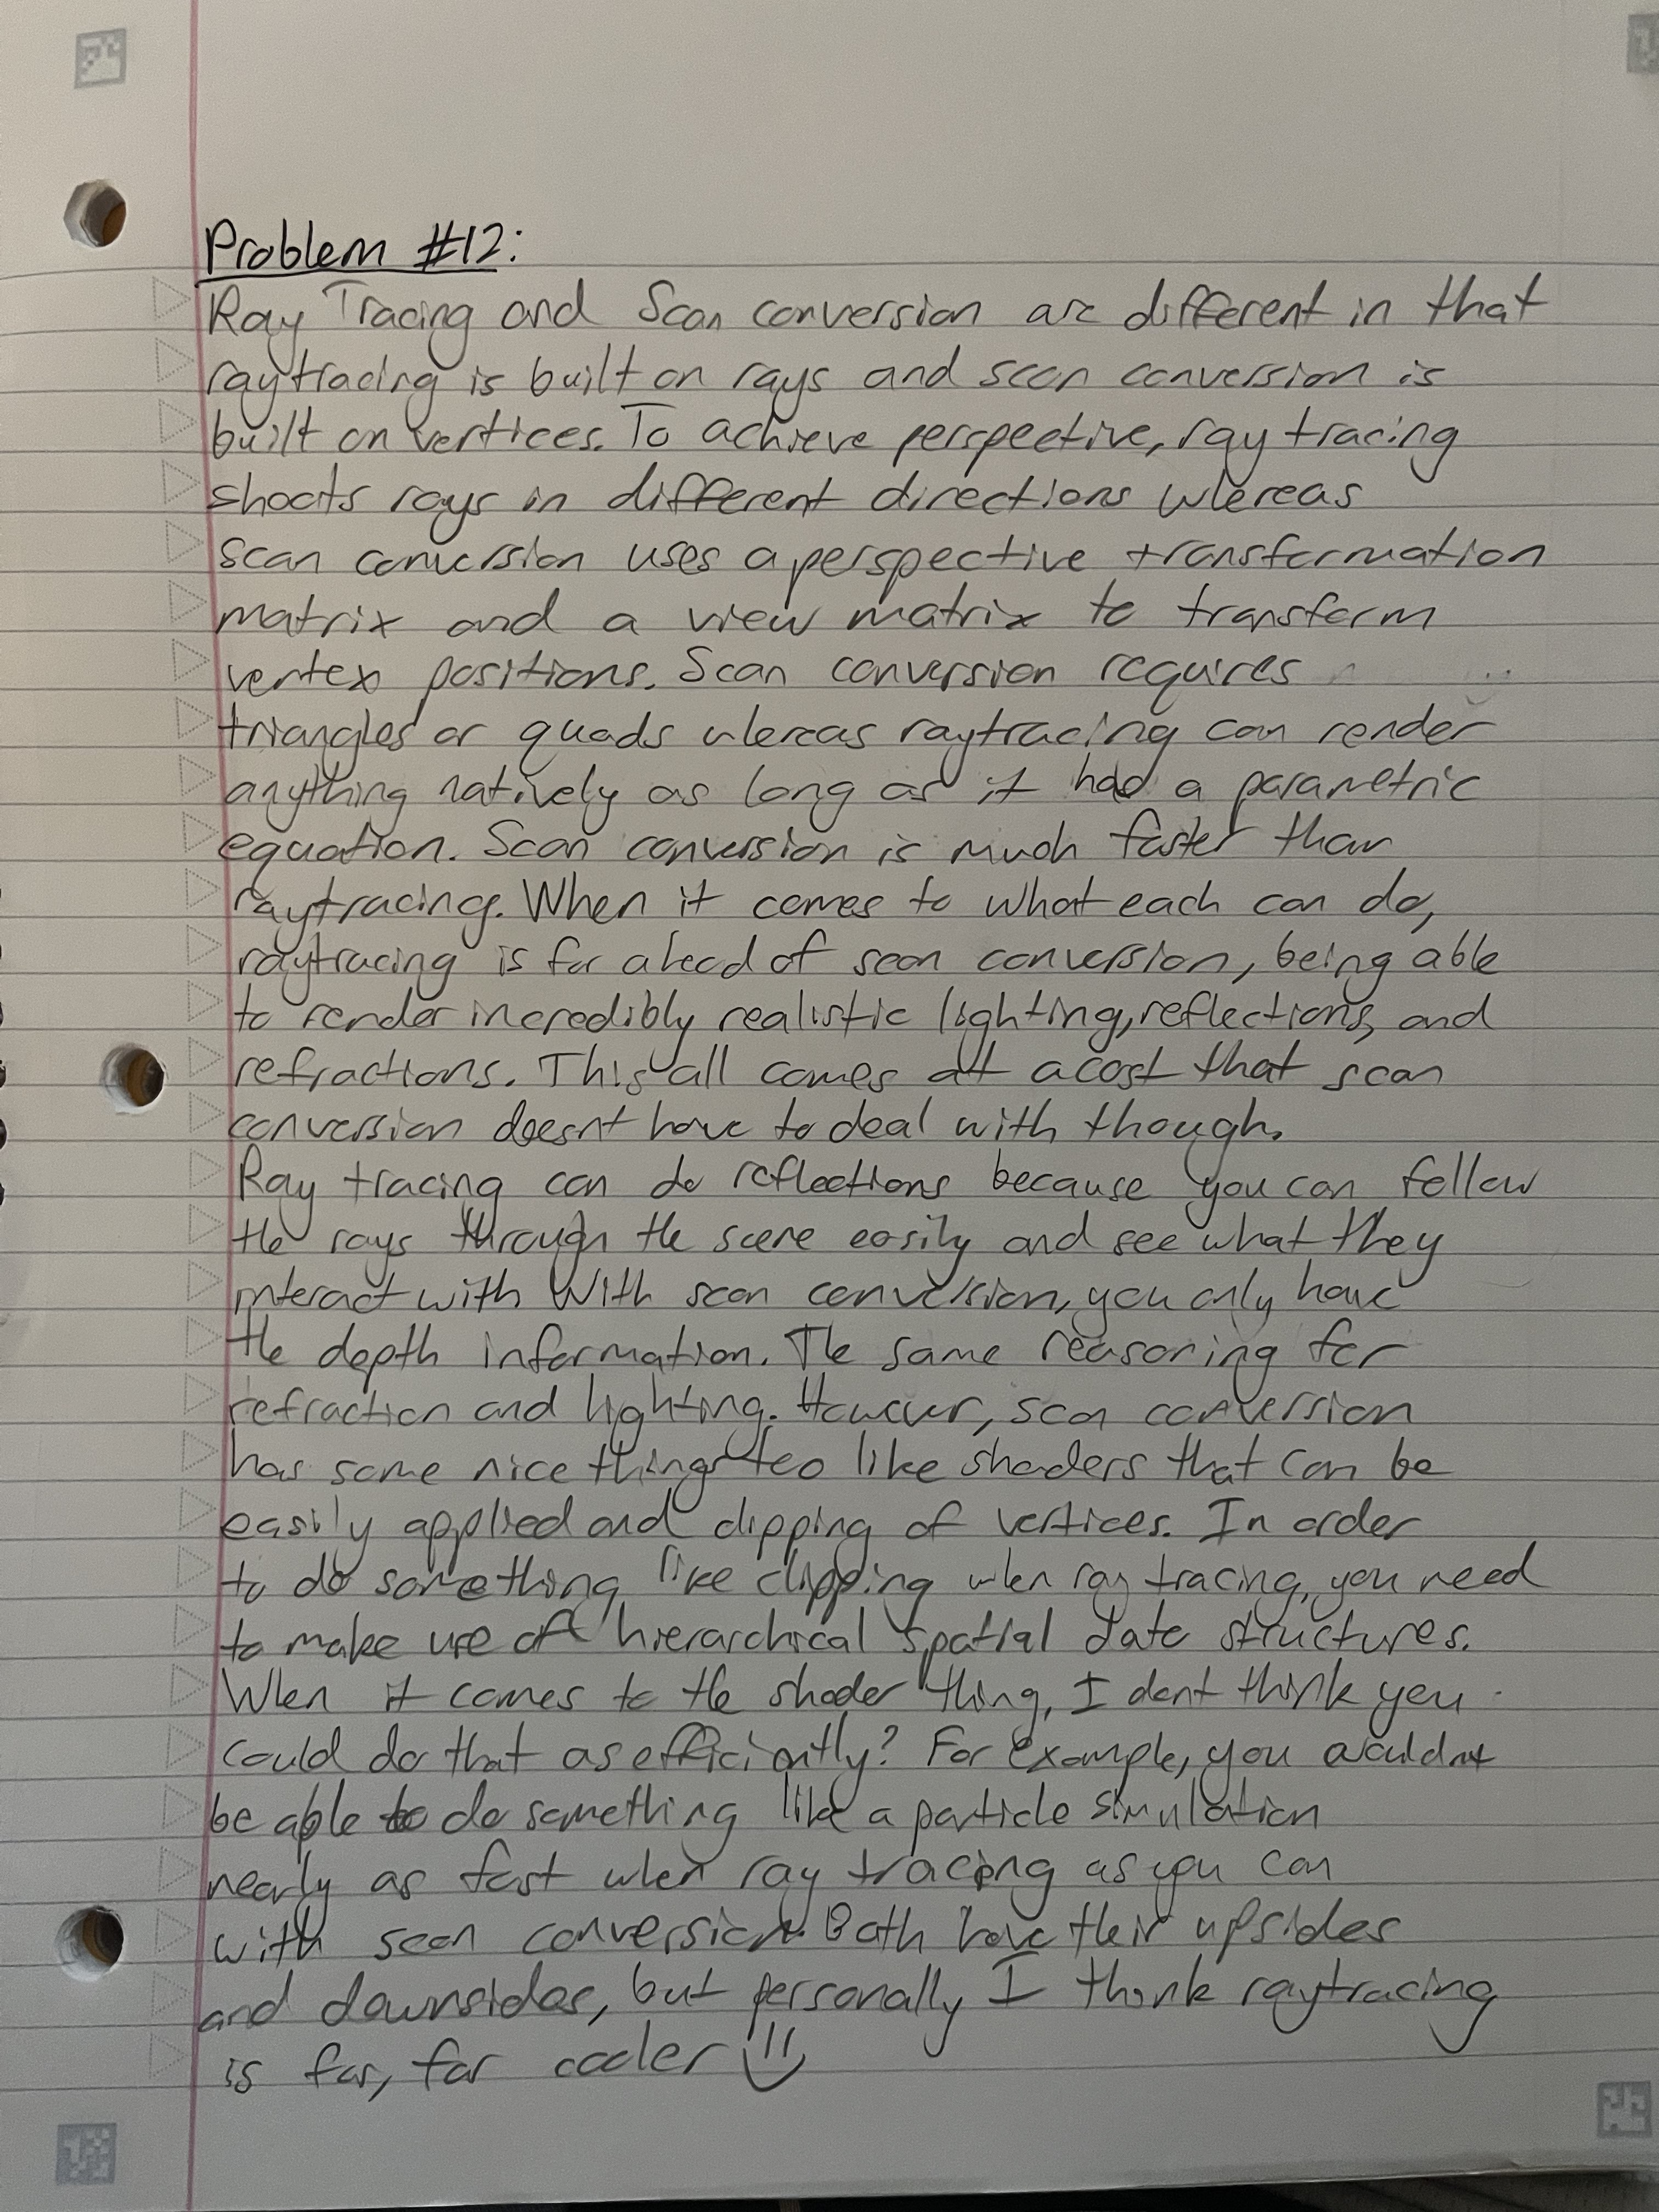 Problem #12:
Ray Tracing and Scan conversion are different in that
raytracing is built on rays and scan conversion is
built on vertices. To achieve perspective, ray tracing
shoots rays in different directions whereas
scan conversion uses a perspective transformation
matrix and a view matrix to transform
vertex positions. Scan conversion requires
triangles or quads whereas raytracing can render
anything natively as long as it has a parametric
equation. Scan conversion is much faster than
raytracing. When it comes to what each can do,
raytracing is far ahead of scan conversion, being able
to render incredibly realistic lighting, reflections, and
refractions. This all comes at a cost that scan
conversion doesnt have to deal with though.
Ray tracing can do reflections because you can follow
the rays through the scene easily and see what they
interact with With scan conversion, you only have
the depth information. The same reasoning for
refraction and lighting. However, scan conversion
has some nice things too like shaders that can be
easily applied and clipping of vertices. In order
to do something like clipping when ray tracing, you need
to make use of hierarchical spatial data structures.
When it comes to the shader thing, I dont think you
could do that as efficiently? For example, you wouldnt
be able to do something like a particle simulation
nearly as fast when ray tracing as you can
with scan conversion. Both have their upsides
and downsides, but personally I think raytracing
is far, far cooler